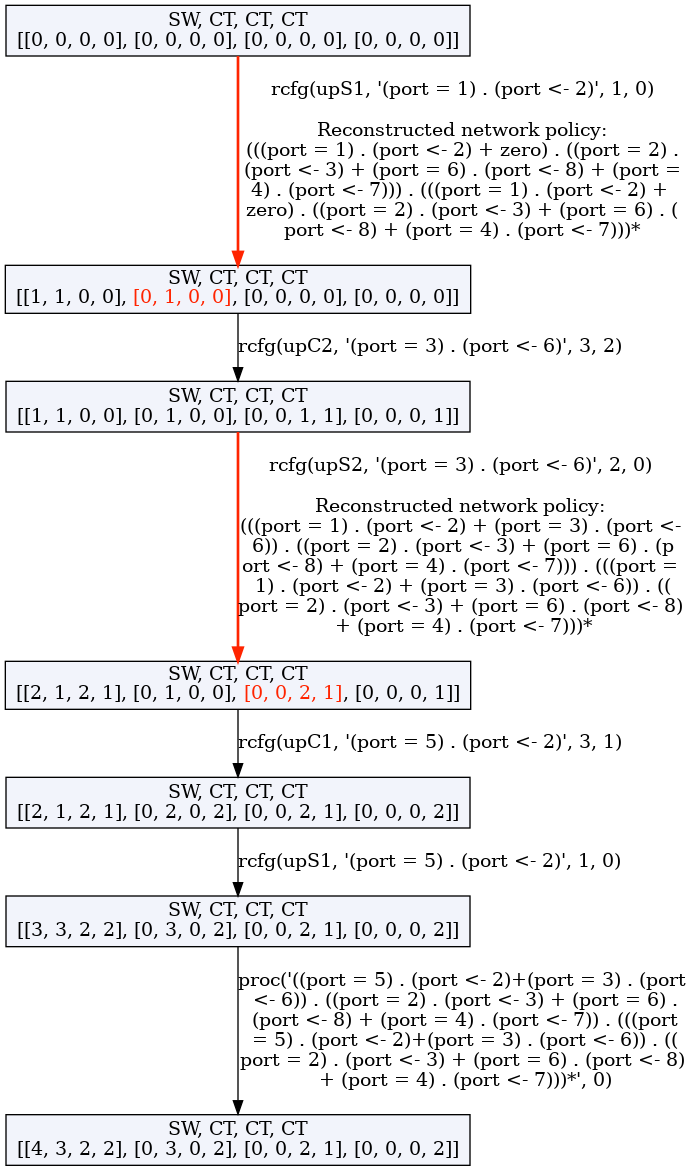 SW, CT, CT, CT
[[0, 0, 0, 0], [0, 0, 0, 0], [0, 0, 0, 0], [0, 0, 0, 0]]
rcfg(upS1, '(port = 1) . (port <- 2)', 1, 0)
Reconstructed network policy:
(((port = 1) . (port <- 2) + zero) . ((port = 2) .
(port <- 3) + (port = 6) . (port <- 8) + (port =
4) . (port <- 7))) . (((port = 1) . (port <- 2) +
zero) . ((port = 2) . (port <- 3) + (port = 6) . (
port <- 8) + (port = 4) . (port <- 7)))*
SW, CT, CT, CT
[[1, 1, 0, 0], [0, 1, 0, 0], [0, 0, 0, 0], [0, 0, 0, 0]]
rcfg(upC2, '(port = 3) . (port <- 6)', 3, 2)
SW, CT, CT, CT
[[1, 1, 0, 0], [0, 1, 0, 0], [0, 0, 1, 1], [0, 0, 0, 1]]
rcfg(upS2, '(port = 3) . (port <- 6)', 2, 0)
Reconstructed network policy:
(((port = 1) . (port <- 2) + (port = 3) . (port <-
6)) . ((port = 2) . (port <- 3) + (port = 6) . (p
ort <- 8) + (port = 4) . (port <- 7))) . (((port =
1) . (port <- 2) + (port = 3) . (port <- 6)) . ((
port = 2) . (port <- 3) + (port = 6) . (port <- 8)
+ (port = 4) . (port <- 7)))*
SW, CT, CT, CT
[[2, 1, 2, 1], [0, 1, 0, 0], [0, 0, 2, 1], [0, 0, 0, 1]]
rcfg(upC1, '(port = 5) . (port <- 2)', 3, 1)
SW, CT, CT, CT
[[2, 1, 2, 1], [0, 2, 0, 2], [0, 0, 2, 1], [0, 0, 0, 2]]
rcfg(upS1, '(port = 5) . (port <- 2)', 1, 0)
SW, CT, CT, CT
[[3, 3, 2, 2], [0, 3, 0, 2], [0, 0, 2, 1], [0, 0, 0, 2]]
proc('((port = 5) . (port <- 2)+(port = 3) . (port
<- 6)) . ((port = 2) . (port <- 3) + (port = 6) .
(port <- 8) + (port = 4) . (port <- 7)) . (((port
= 5) . (port <- 2)+(port = 3) . (port <- 6)) . ((
port = 2) . (port <- 3) + (port = 6) . (port <- 8)
+ (port = 4) . (port <- 7)))*', 0)
SW, CT, CT, CT
[[4, 3, 2, 2], [0, 3, 0, 2], [0, 0, 2, 1], [0, 0, 0, 2]]